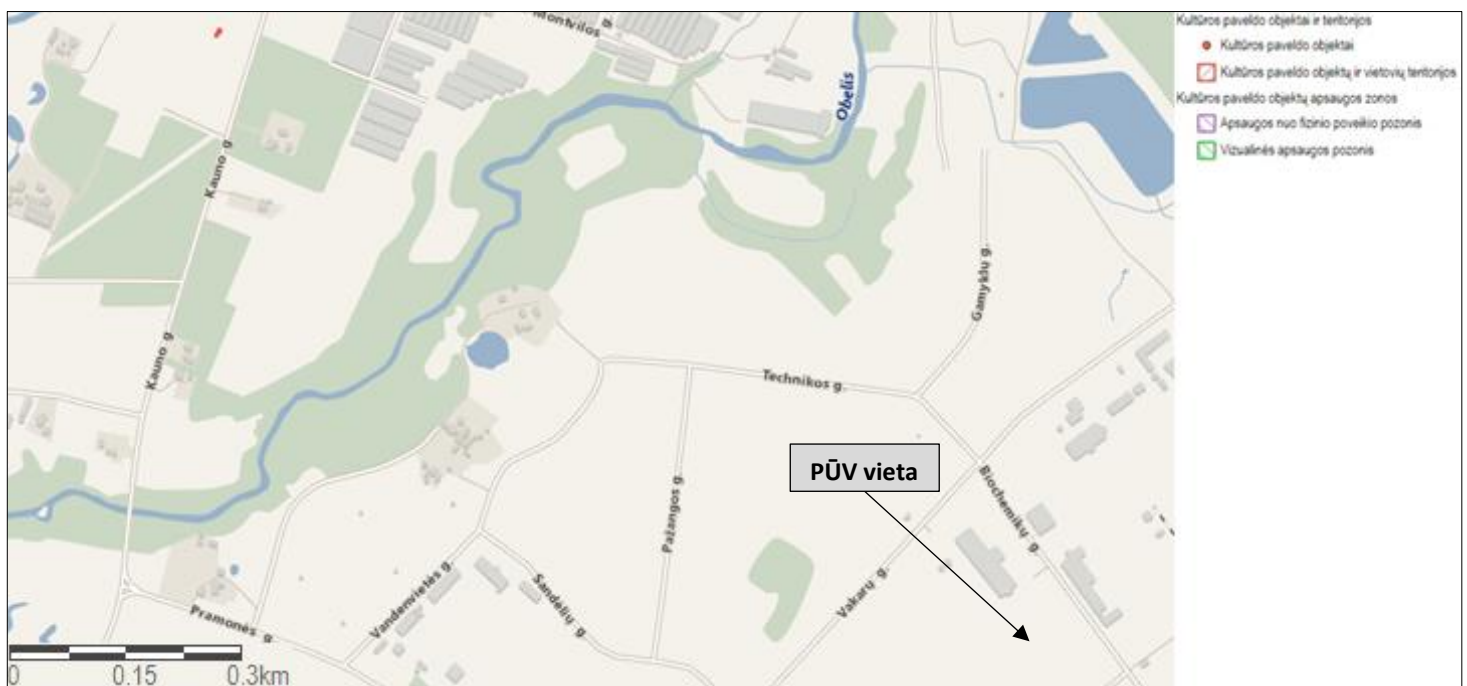 Montvilos g.
Obelis
Kauno g.
Kauno g.
Gamyklų g.
Technikos g.
PŪV vieta
Pažangos g.
Biochemikų g.
Vakarų g.
Vandenvietės g.
Sandėlių g.
Pramonės g.
0 0.15 0.3km
Kultūros paveldo objektai ir teritorijos
Kultūros paveldo objektai
Kultūros paveldo objektų ir vietovių teritorijos
Kultūros paveldo objektų apsaugos zonos
Apsaugos nuo fizinio poveikio pozonis
Vizualinės apsaugos pozonis